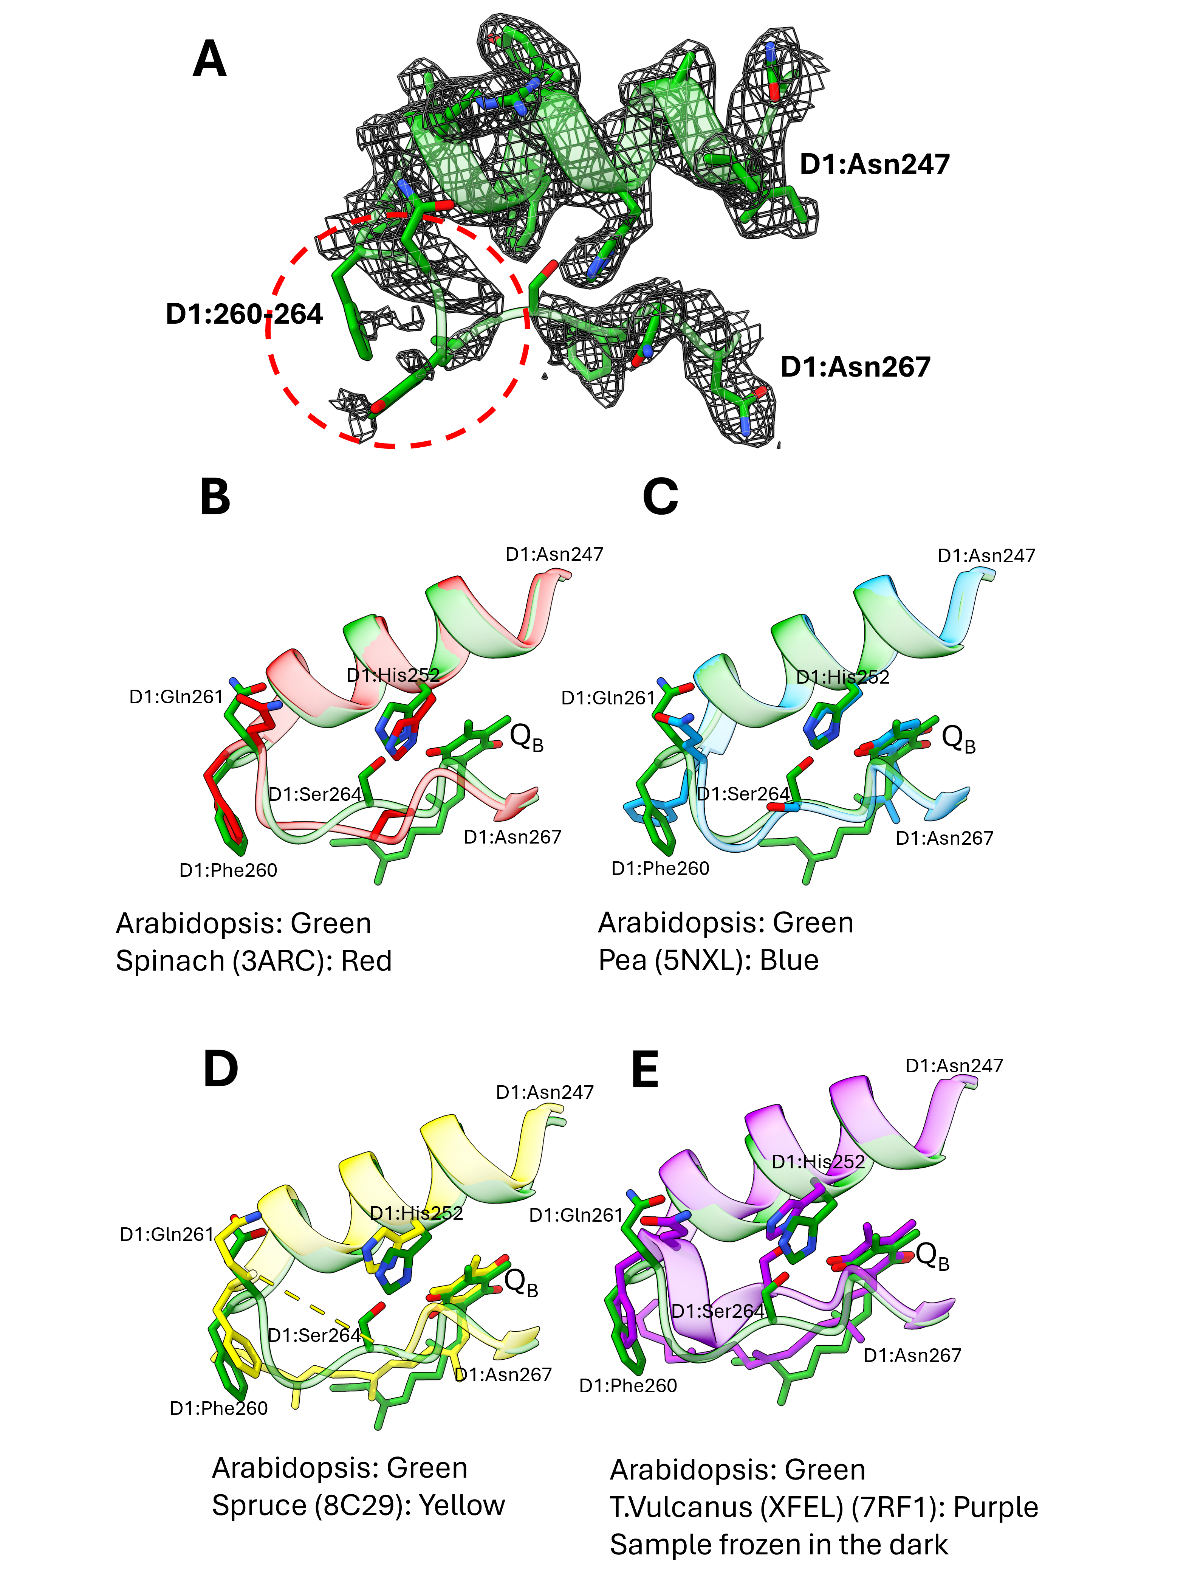 A
D1:Asn247
D1:260-264
D1:Asn267
B
C
D1:Asn247
D1:Gln261
D1:His252
QB
D1:Ser264
D1:Asn267
D1:Phe260
D1:Asn247
D1:Gln261
D1:His252
QB
D1:Ser264
D1:Asn267
D1:Phe260
Arabidopsis: Green
Spinach (3ARC): Red
Arabidopsis: Green
Pea (5NXL): Blue
D
E
D1:Asn247
D1:Gln261
D1:His252
QB
D1:Ser264
D1:Asn267
D1:Phe260
D1:Asn247
D1:His252
D1:Gln261
QB
D1:Ser264
D1:Asn267
D1:Phe260
Arabidopsis: Green
Spruce (8C29): Yellow
Arabidopsis: Green
T.Vulcanus (XFEL) (7RF1): Purple
Sample frozen in the dark